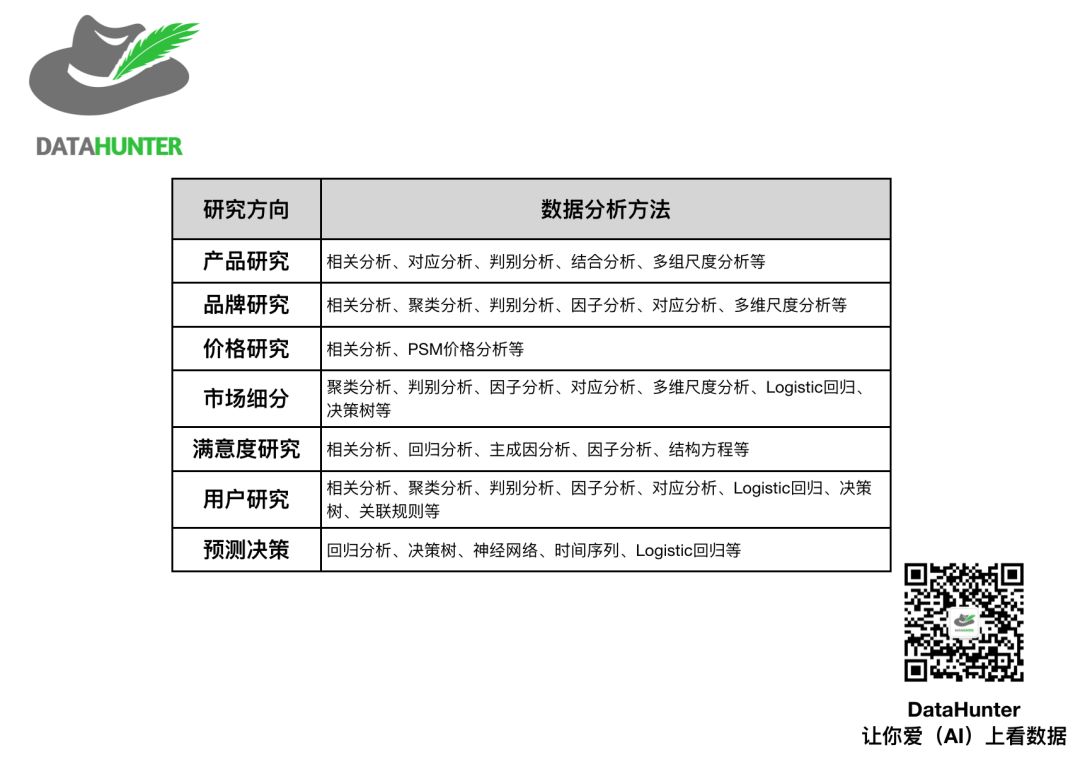 DATAHUNTER
研究方向 数据分析方法
产品研究 相关分析、对应分析、判别分析、结合分析、多组尺度分析等
品牌研究 相关分析、聚类分析、判别分析、因子分析、对应分析、多维尺度分析等
价格研究 相关分析、PSM价格分析等
市场细分 聚类分析、判别分析、因子分析、对应分析、多维尺度分析、Logistic回归、
决策树等
满意度研究 相关分析、回归分析、主成因分析、因子分析、结构方程等
用户研究 相关分析、聚类分析、判别分析、因子分析、对应分析、Logistic回归、决策
树、关联规则等
预测决策 回归分析、决策树、神经网络、时间序列、Logistic回归等
DATAHUNTER
DataHunter
让你爱（AI）上看数据